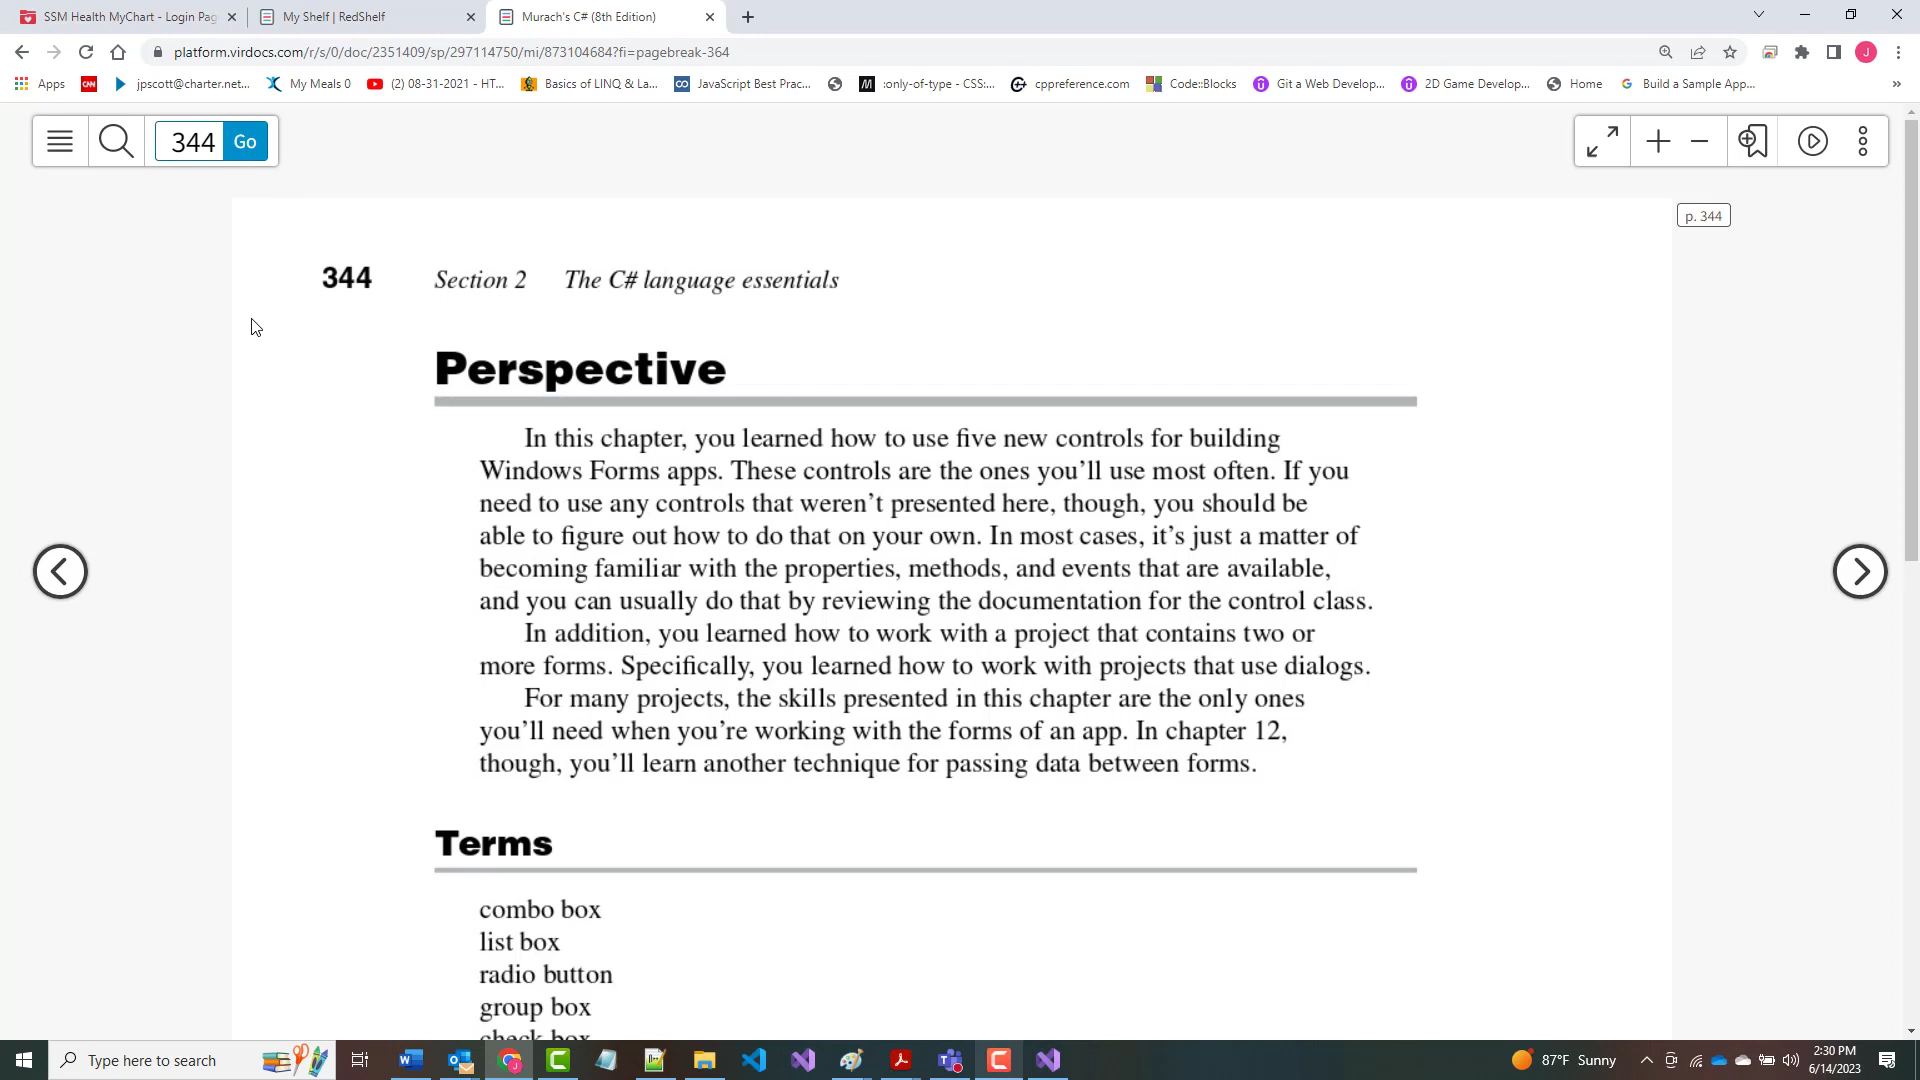 SSM Health MyChart - Login Pag
My Shelf | RedShelf
Murach's C# (8th Edition)
platform.virdocs.com/r/s/0/doc/2351409/sp/297114750/mi/873104684?fi=pagebreak-364
J
Apps
CNN
jpscott@charter.net...
My Meals 0
(2) 08-31-2021 - HT...
Basics of LINQ & La...
JavaScript Best Prac...
M
:only-of-type - CSS:...
cppreference.com
Code::Blocks
Git a Web Develop...
2D Game Develop...
Home
Build a Sample App...
»
344 Go
p. 344
344 Section 2 The C# language essentials
Perspective
In this chapter, you learned how to use five new controls for building
Windows Forms apps. These controls are the ones you'll use most often. If you
need to use any controls that weren't presented here, though, you should be
able to figure out how to do that on your own. In most cases, it's just a matter of
becoming familiar with the properties, methods, and events that are available,
and you can usually do that by reviewing the documentation for the control class.
In addition, you learned how to work with a project that contains two or
more forms. Specifically, you learned how to work with projects that use dialogs.
For many projects, the skills presented in this chapter are the only ones
you'll need when you're working with the forms of an app. In chapter 12,
though, you'll learn another technique for passing data between forms.
Terms
combo box
list box
radio button
group box
check box
Type here to search
87°F Sunny
2:30 PM
6/14/2023